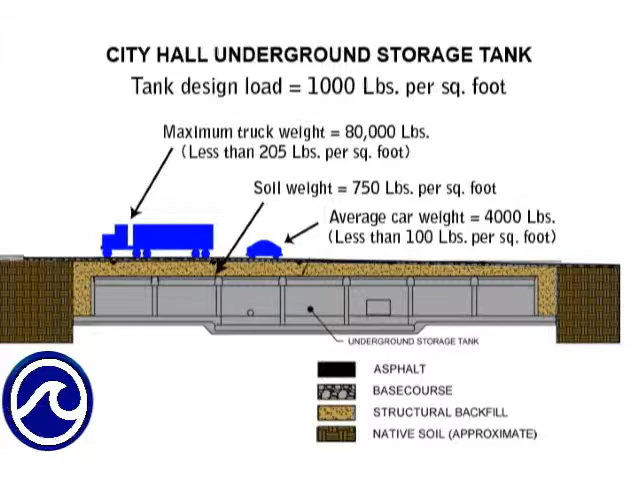 CITY HALL UNDERGROUND STORAGE TANK
Tank design load = 1000 Lbs. per sq. foot
Maximum truck weight = 80,000 Lbs.
(Less than 205 Lbs. per sq. foot)
Soil weight = 750 Lbs. per sq. foot
Average car weight = 4000 Lbs.
(Less than 100 Lbs. per sq. foot)
UNDERGROUND STORAGE TANK
ASPHALT
BASECOURSE
STRUCTURAL BACKFILL
NATIVE SOIL (APPROXIMATE)